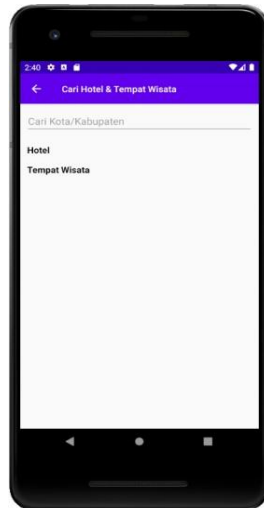 2:40
Cari Hotel & Tempat Wisata
Cari Kota/Kabupaten
Hotel
Tempat Wisata